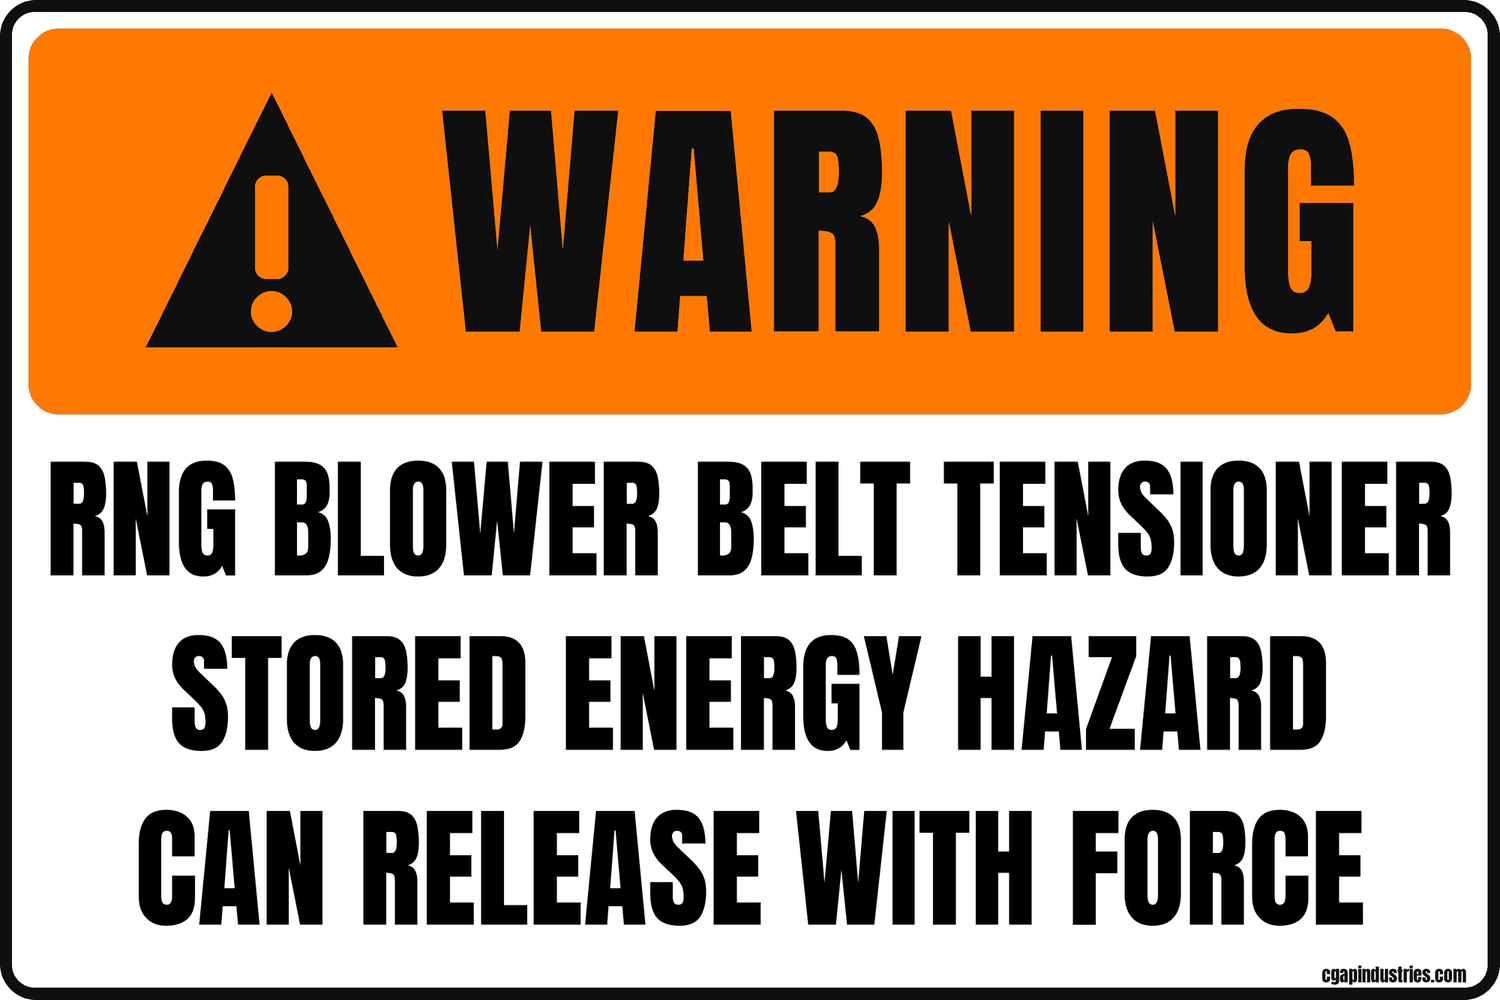 WARNING
RNG BLOWER BELT TENSIONER
STORED ENERGY HAZARD
CAN RELEASE WITH FORCE
cgapindustries.com